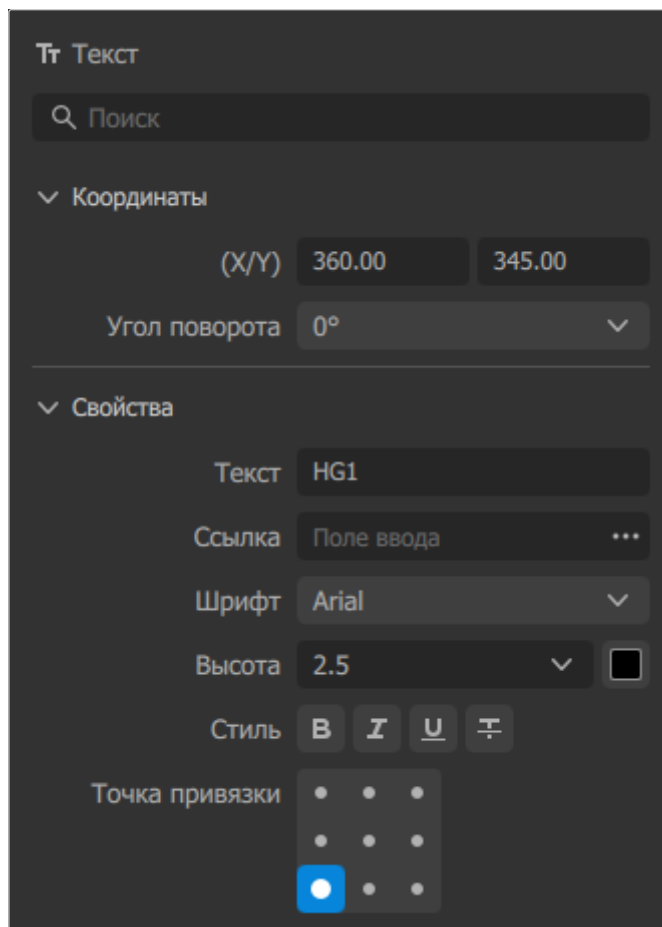 Тт Текст
Поиск
Координаты
(X/Y) 360.00 345.00
Угол поворота 0°
Свойства
Текст HG1
Ссылка Поле ввода ...
Шрифт Arial
Высота 2.5
Стиль B I U T
Точка привязки